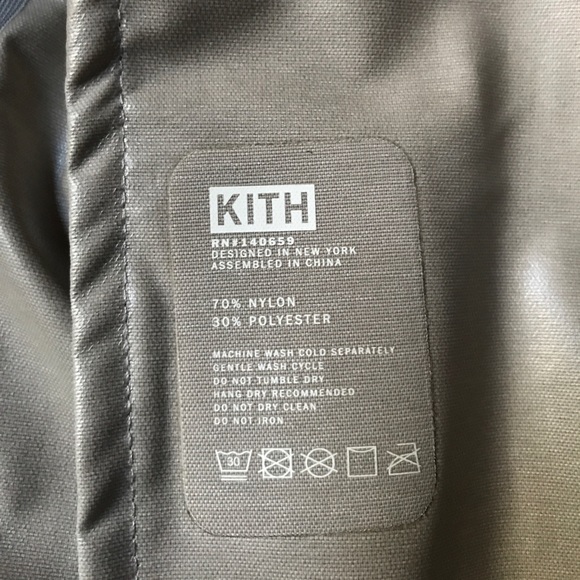 KITH
RN#140659
DESIGNED IN NEW YORK
ASSEMBLED IN CHINA
70% NYLON
30% POLYESTER
MACHINE WASH COLD SEPARATELY
GENTLE WASH CYCLE
DO NOT TUMBLE DRY
HANG DRY RECOMMENDED
DO NOT DRY CLEAN
DO NOT IRON
30